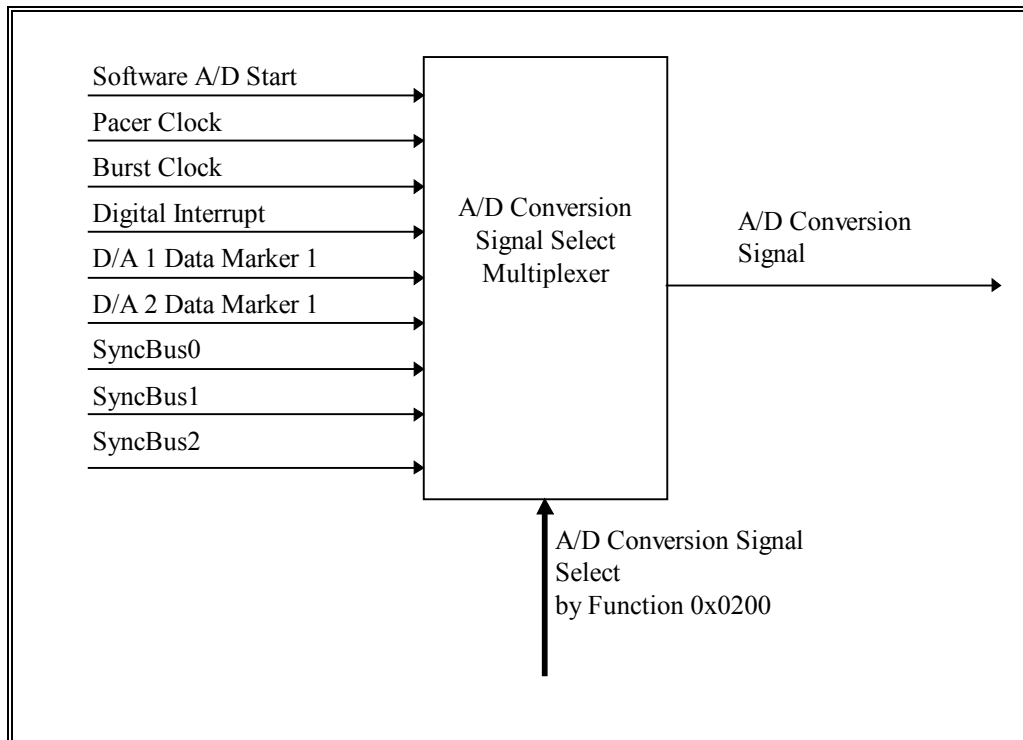 Software A/D Start
Pacer Clock
Burst Clock
Digital Interrupt
D/A 1 Data Marker 1
D/A 2 Data Marker 1
SyncBus0
SyncBus1
SyncBus2
A/D Conversion
Signal Select
Multiplexer
A/D Conversion
Signal
A/D Conversion Signal
Select
by Function 0x0200